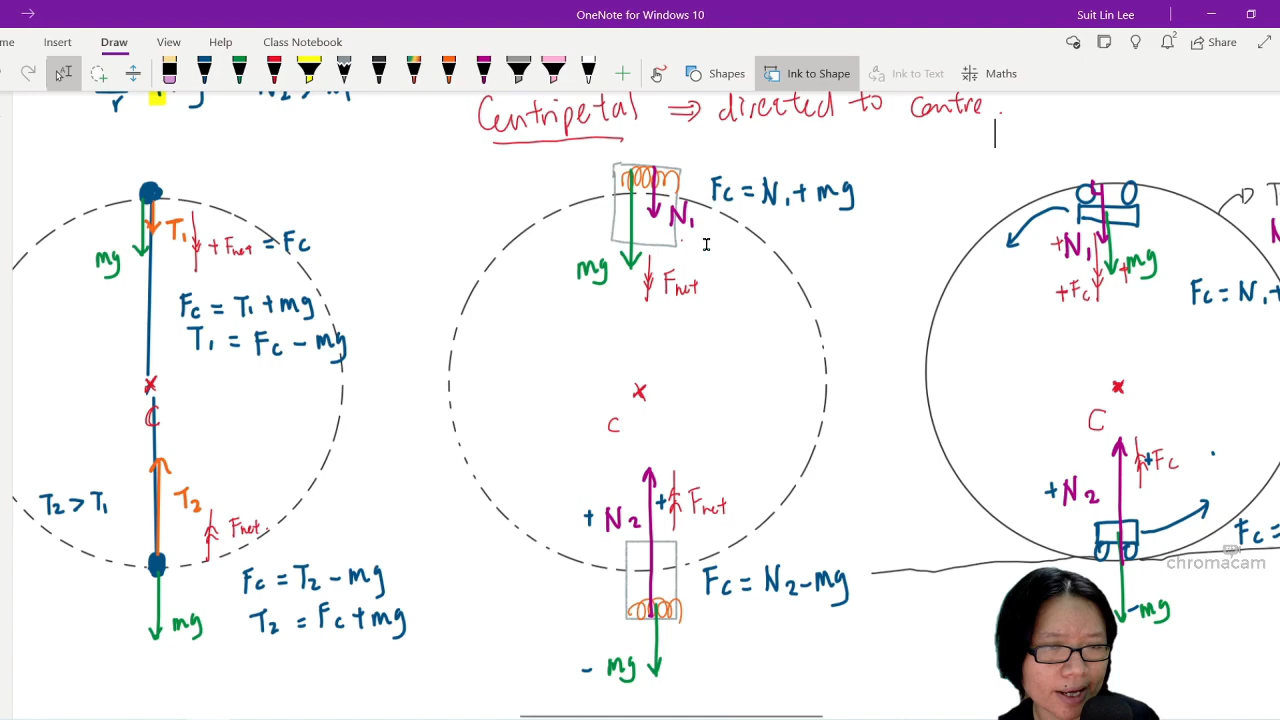 OneNote for Windows 10
Suit Lin Lee
me Insert Draw View Help Class Notebook
Share
Shapes
Ink to Shape
Ink to Text
Maths
r
Centripetal ⇒ directed to centre.
mg
T₁
+ Fnet = Fc
Fc = T₁ + mg
T₁ = Fc - mg
C
T₂ > T₁
T₂
Fnet
mg
Fc = T₂ - mg
T₂ = Fc + mg
Fc = N₁ + mg
N₁
mg
Fnet
C
+ N₂
+ Fnet
Fc = N₂ - mg
- mg
T
N
+N₁
+mg
+Fc
Fc = N₁ +
C
+Fc
+N₂
Fc =
-mg
chromacam